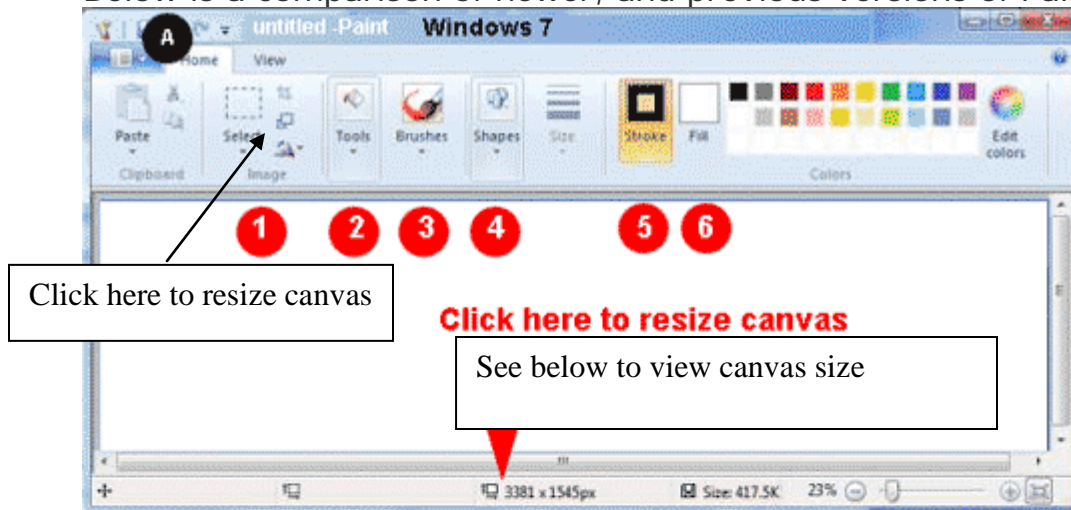 Below is a comparison of newer, and previous versions of Pai
A
untitled -Paint Windows 7
Home View
Paste Select Tools Brushes Shapes Size Stroke Fill Edit colors
Clipboard Image Colors
1 2 3 4 5 6
Click here to resize canvas
Click here to resize canvas
See below to view canvas size
3381 x 1545px Size: 417.5K 23%